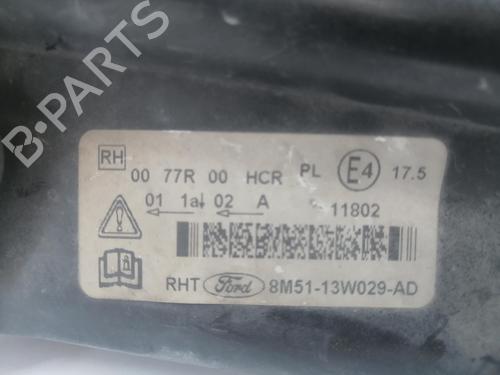 B-PARTS
RH
00 77R 00 HCR PL E4 17.5
01 1a 02 A 11802
RHT Ford 8M51-13W029-AD